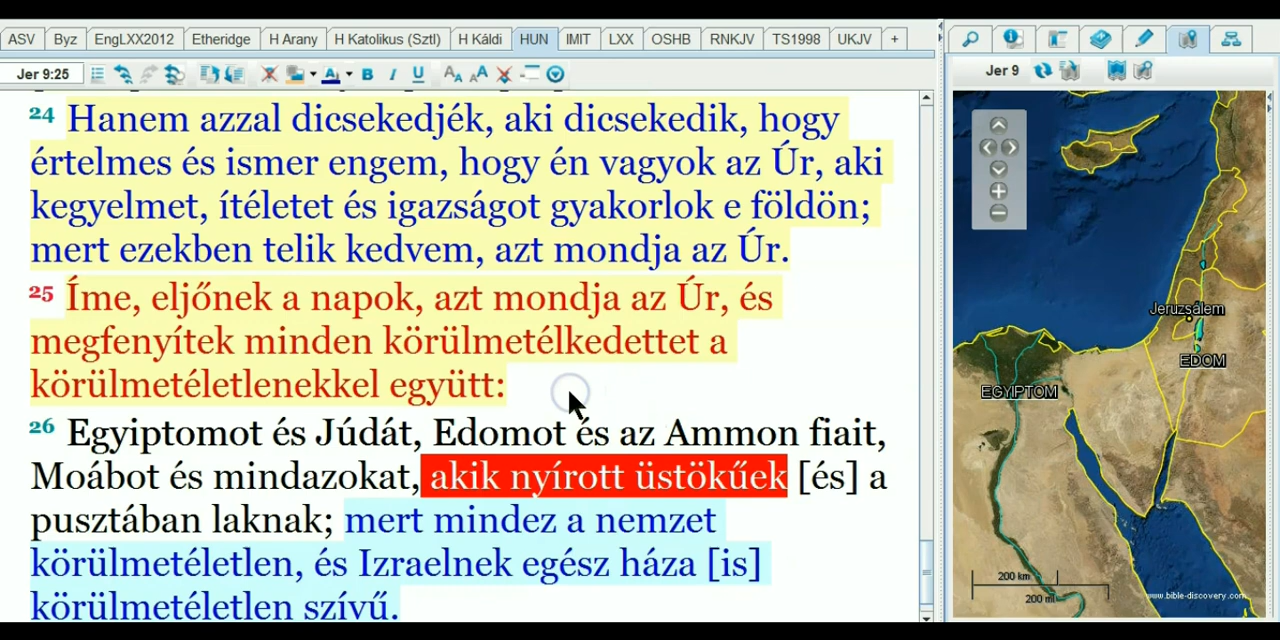 ASV Byz EngLXX2012 Etheridge H Arany H Katolikus (Sztl) H Káldi HUN IMIT LXX OSHB RNKJV TS1998 UKJV +
Jer 9:25
Jer 9
24 Hanem azzal dicsekedjék, aki dicsekedik, hogy
értelmes és ismer engem, hogy én vagyok az Úr, aki
kegyelmet, ítéletet és igazságot gyakorlok e földön;
mert ezekben telik kedvem, azt mondja az Úr.
25 Íme, eljőnek a napok, azt mondja az Úr, és
megfenyítek minden körülmetélkedettet a
körülmetéletlenekkel együtt:
26 Egyiptomot és Júdát, Edomot és az Ammon fiait,
Moábot és mindazokat, akik nyírott üstökűek [és] a
pusztában laknak; mert mindez a nemzet
körülmetéletlen, és Izraelnek egész háza [is]
körülmetéletlen szívű.
Jeruzsálem
EDOM
EGYIPTOM
200 km
200 mi
www.bible-discovery.com